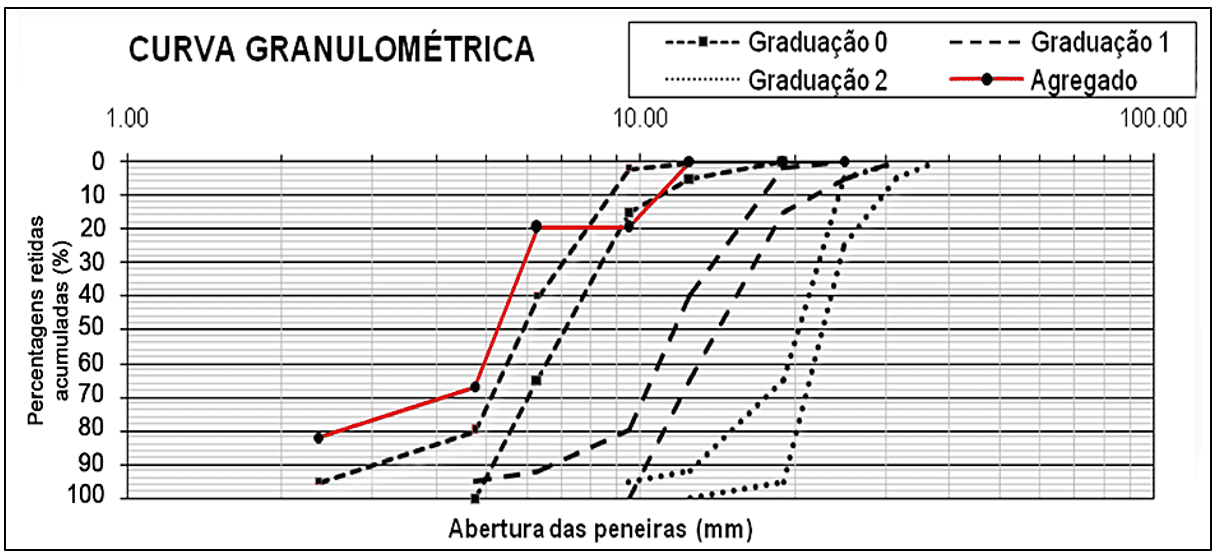 CURVA GRANULOMÉTRICA
Graduação 0
Graduação 1
Graduação 2
Agregado
1.00
10.00
100.00
0
10
20
30
40
50
60
70
80
90
100
Percentagens retidas
acumuladas (%)
Abertura das peneiras (mm)